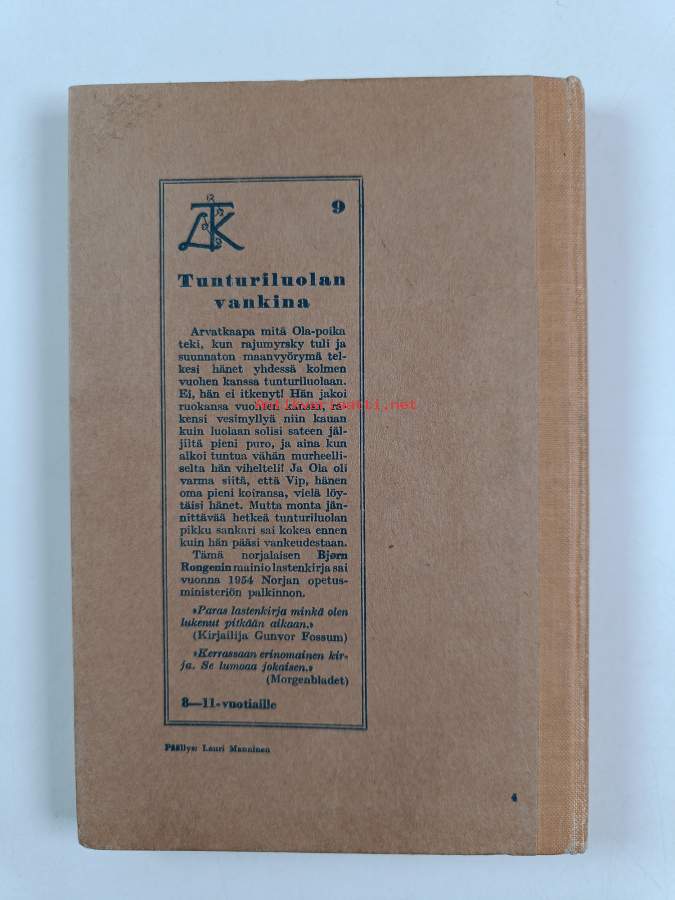 LTK
9
Tunturiluolan
vankina
Arvatkaapa mitä Ola-poika
teki, kun rajumyrsky tuli ja
suunnaton maanvyörymä tel-
kesi hänet yhdessä kolmen
vuohen kanssa tunturiluolaan.
Ei, hän ei itkenyt! Hän jakoi
ruokansa vuohien kanssa, ra-
kensi vesimyllyä niin kauan
kuin luolaan solisi sateen jäl-
jiltä pieni puro, ja aina kun
alkoi tuntua vähän murheelli-
selta hän vihelteli! Ja Ola oli
varma siitä, että Vip, hänen
oma pieni koiransa, vielä löy-
täisi hänet. Mutta monta jän-
nittävää hetkeä tunturiluolan
pikku sankari sai kokea ennen
kuin hän pääsi vankeudestaan.
Tämä norjalaisen Bjørn
Rongenin mainio lastenkirja sai
vuonna 1954 Norjan opetus-
ministeriön palkinnon.
»Paras lastenkirja minkä olen
lukenut pitkään aikaan.»
(Kirjailija Gunvor Fossum)
»Kerrassaan erinomainen kir-
ja. Se lumoaa jokaisen.»
(Morgenbladet)
8—11-vuotiaille
Päällys: Lauri Manninen
4
Antikvariaatti.net